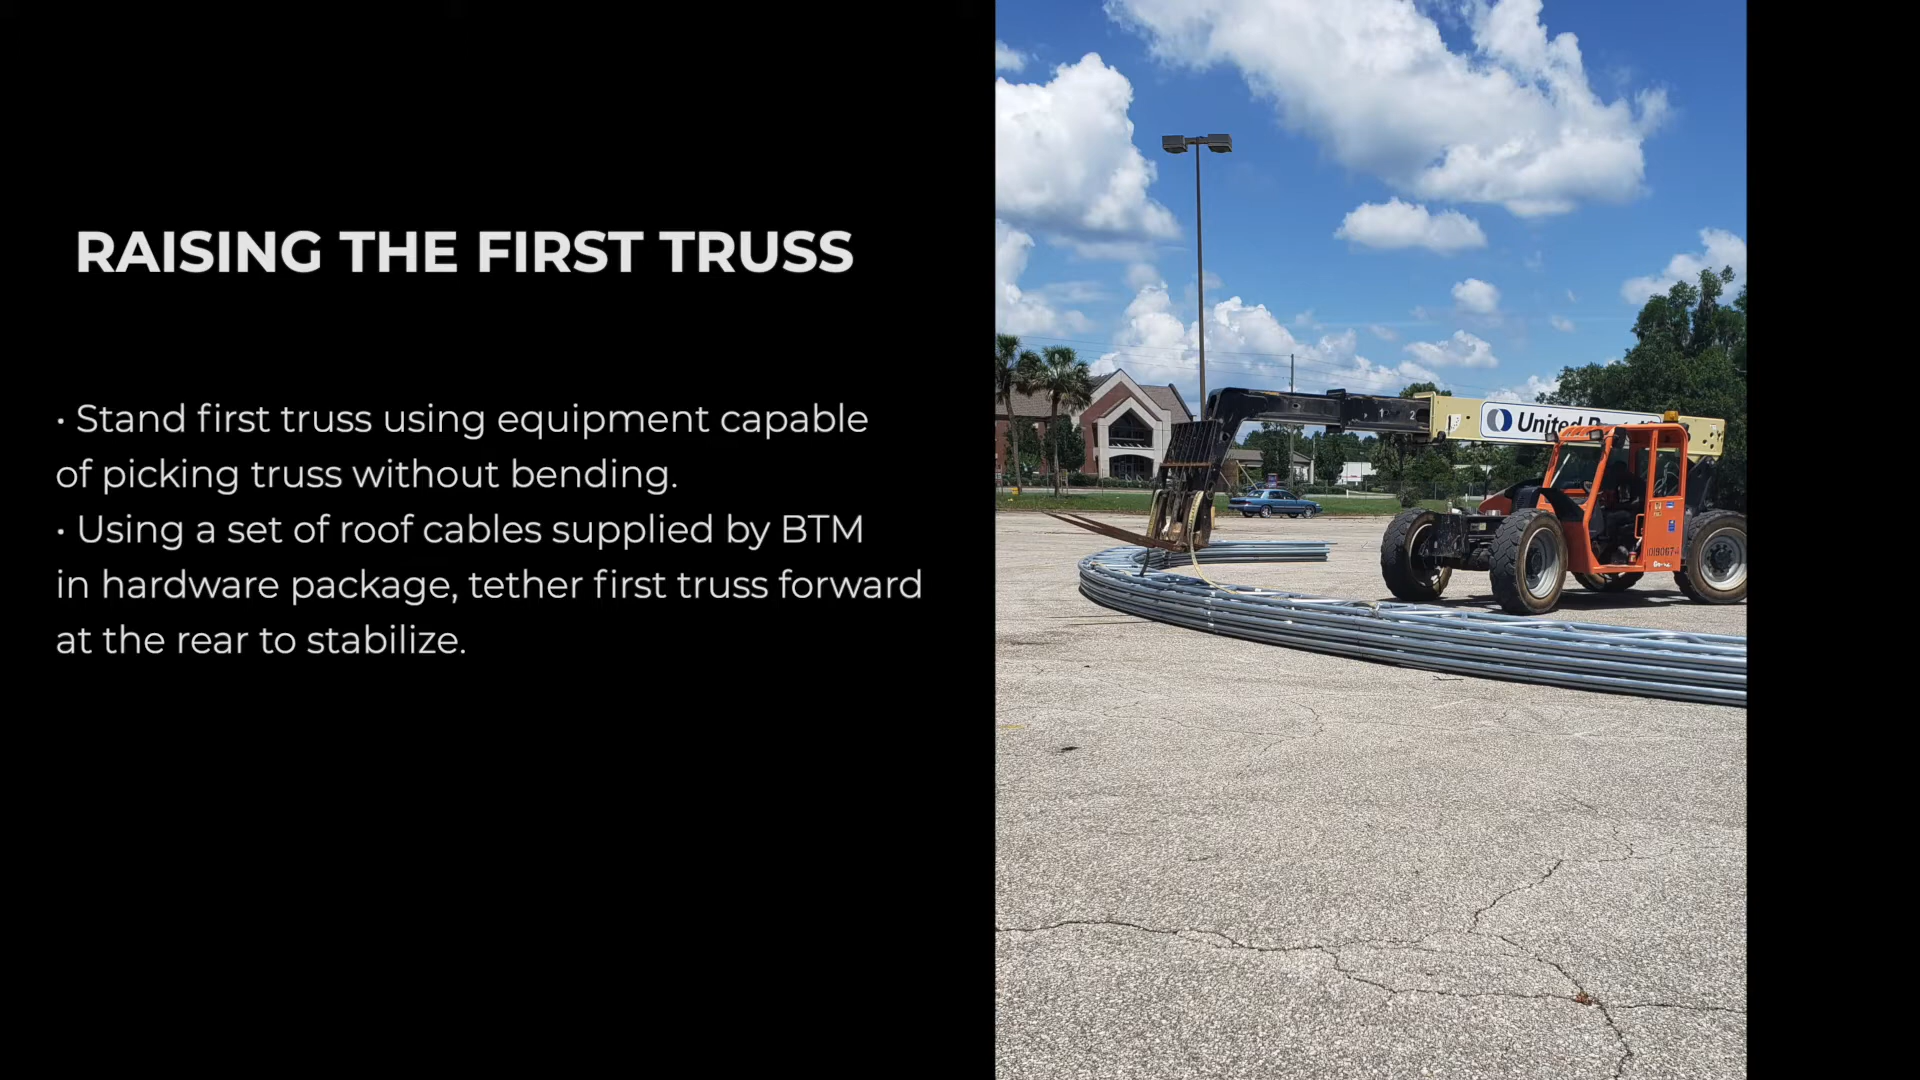 RAISING THE FIRST TRUSS
• Stand first truss using equipment capable
of picking truss without bending.
• Using a set of roof cables supplied by BTM
in hardware package, tether first truss forward
at the rear to stabilize.
United